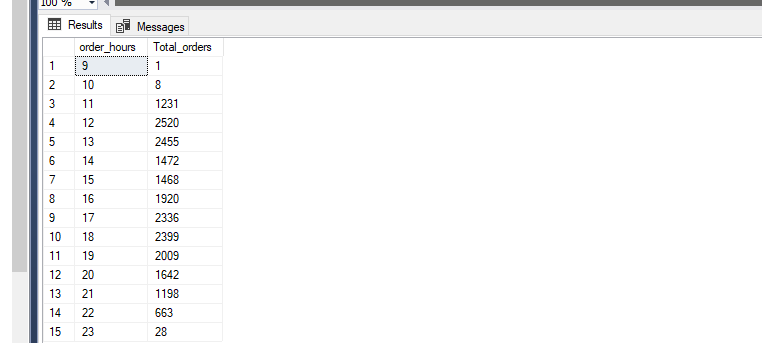 100 %
Results Messages
order_hours Total_orders
1 9 1
2 10 8
3 11 1231
4 12 2520
5 13 2455
6 14 1472
7 15 1468
8 16 1920
9 17 2336
10 18 2399
11 19 2009
12 20 1642
13 21 1198
14 22 663
15 23 28